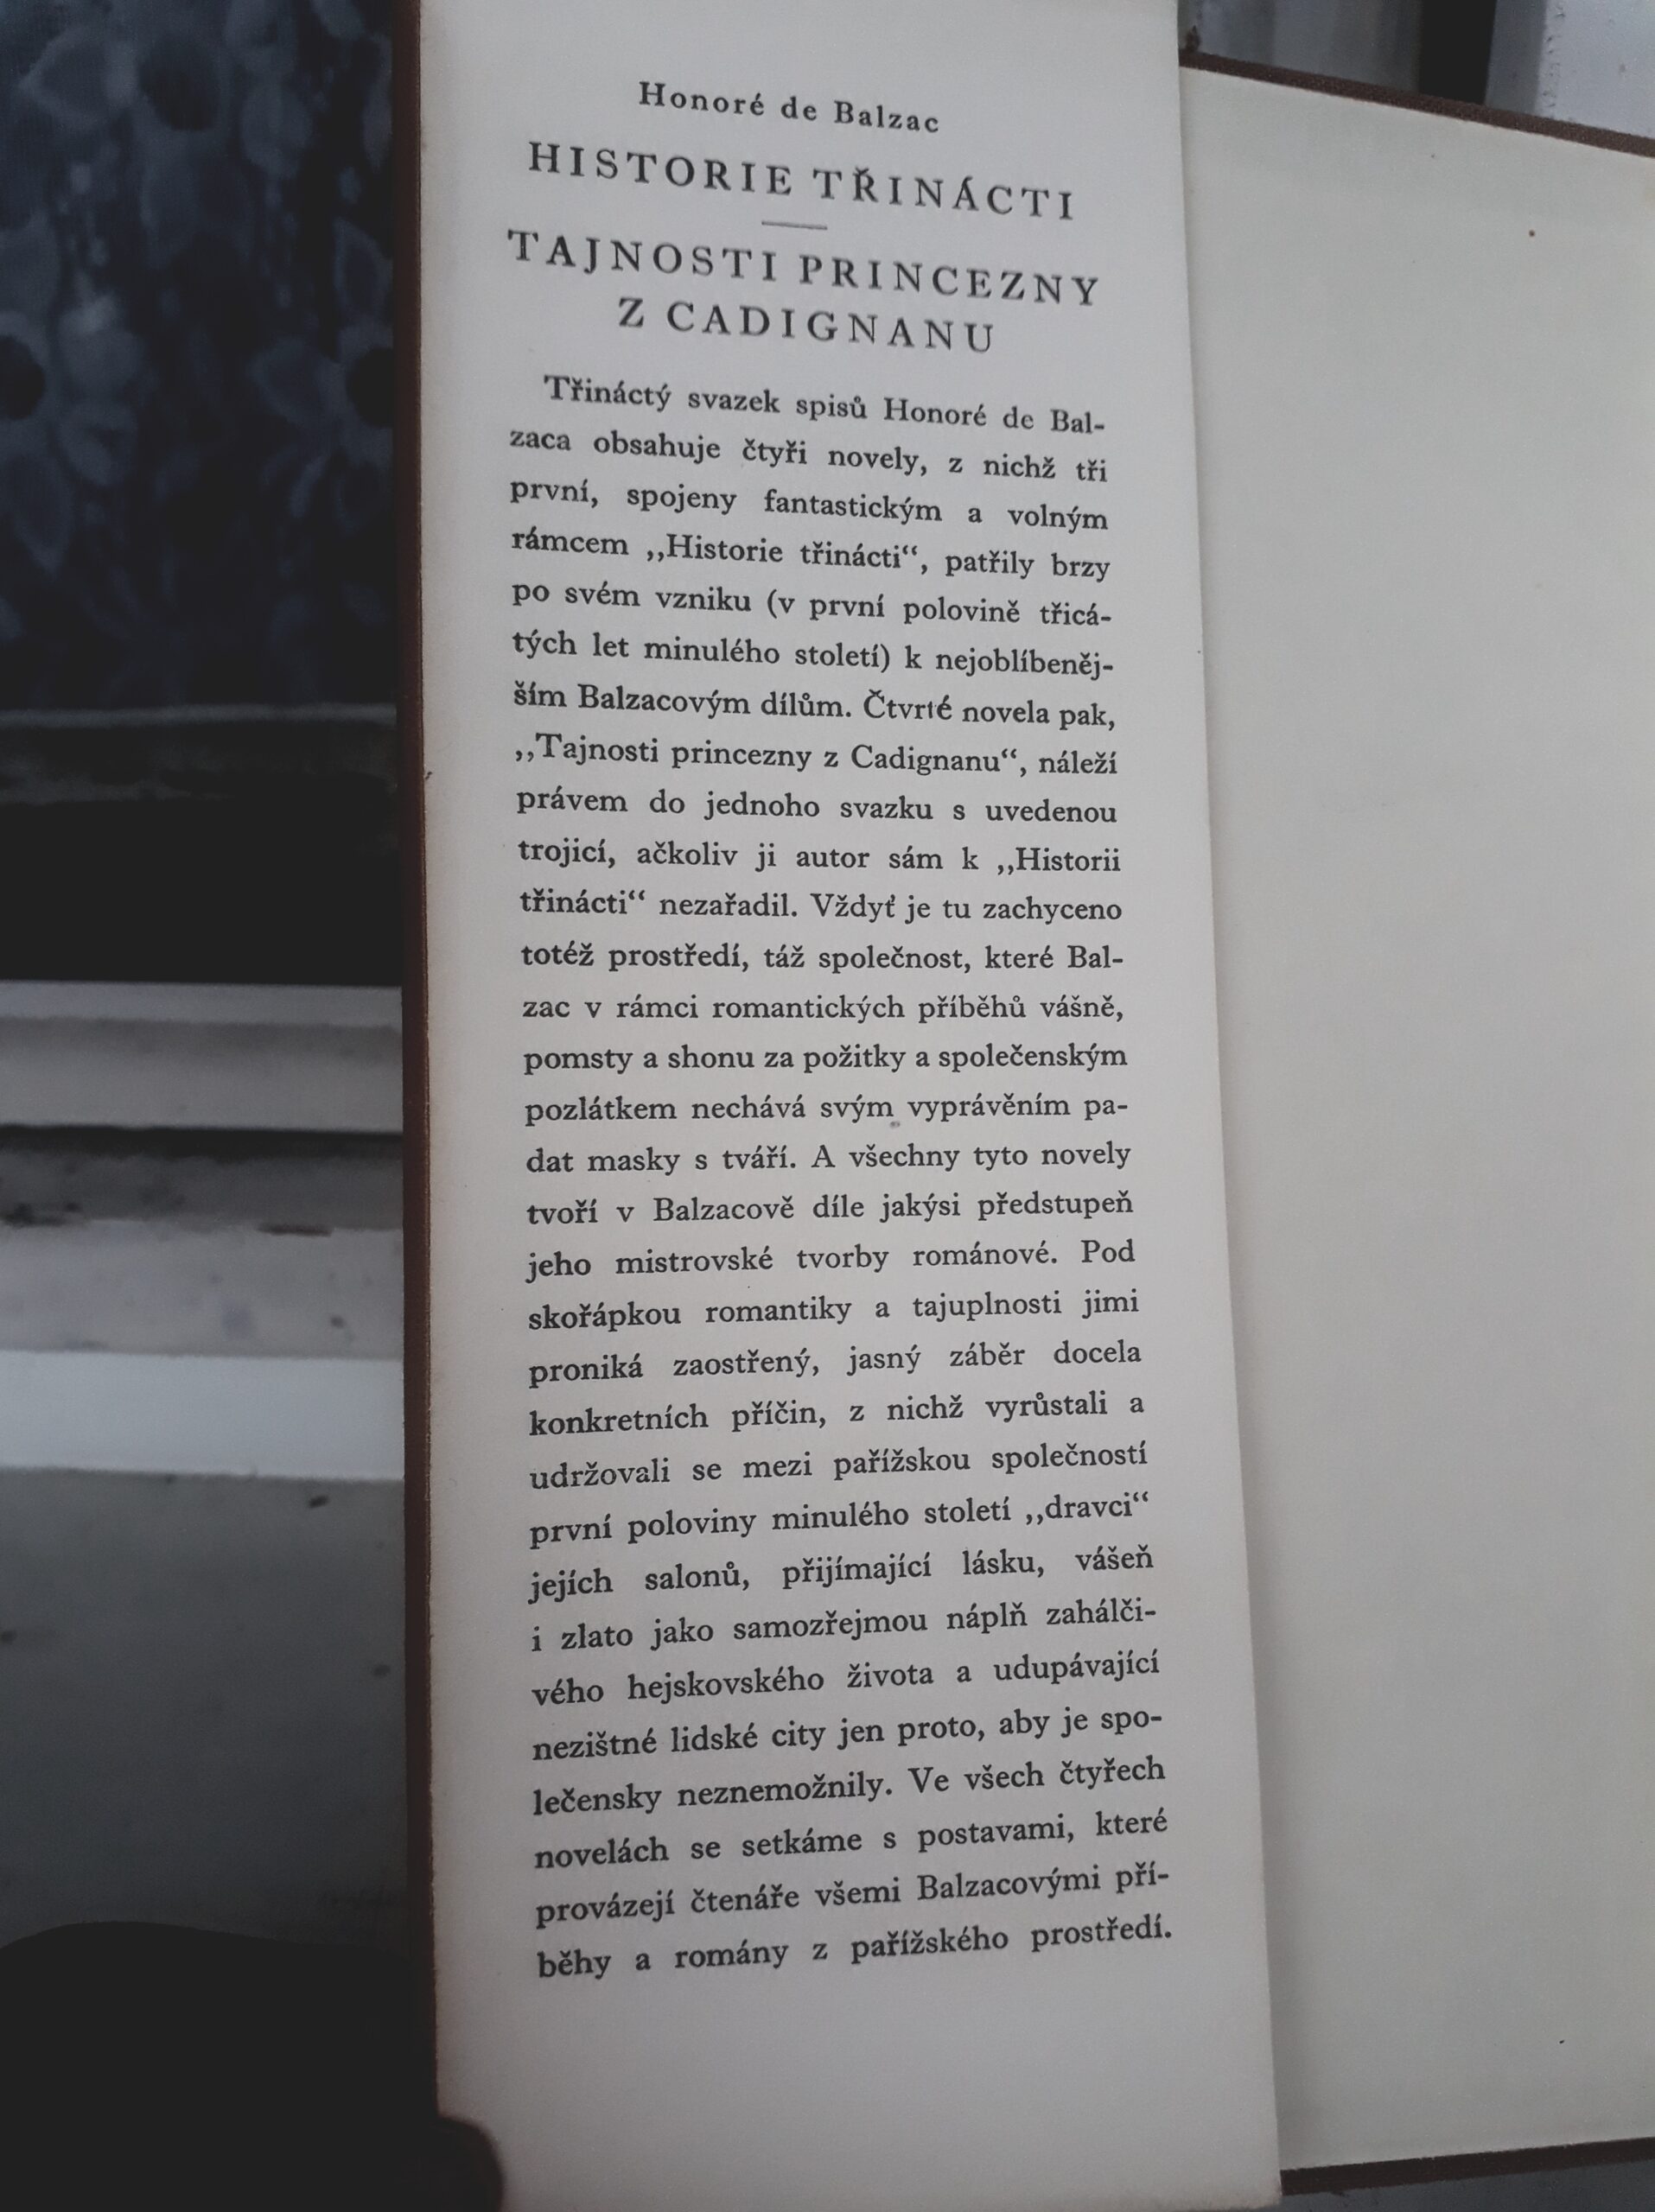 Honoré de Balzac
HISTORIE TŘINÁCTI
TAJNOSTI PRINCEZNY
Z CADIGNANU
Třináctý svazek spisů Honoré de Bal-
zaca obsahuje čtyři novely, z nichž tři
první, spojeny fantastickým a volným
rámcem ,,Historie třinácti“, patřily brzy
po svém vzniku (v první polovině třicá-
tých let minulého století) k nejoblíbeněj-
ším Balzacovým dílům. Čtvrté novela pak,
,,Tajnosti princezny z Cadignanu“, náleží
právem do jednoho svazku s uvedenou
trojicí, ačkoliv ji autor sám k ,,Historii
třinácti“ nezařadil. Vždyť je tu zachyceno
totéž prostředí, táž společnost, které Bal-
zac v rámci romantických příběhů vášně,
pomsty a shonu za požitky a společenským
pozlátkem nechává svým vyprávěním pa-
dat masky s tváří. A všechny tyto novely
tvoří v Balzacově díle jakýsi předstupeň
jeho mistrovské tvorby románové. Pod
skořápkou romantiky a tajuplnosti jimi
proniká zaostřený, jasný záběr docela
konkretních příčin, z nichž vyrůstali a
udržovali se mezi pařížskou společností
první poloviny minulého století ,,dravci“
jejích salonů, přijímající lásku, vášeň
i zlato jako samozřejmou náplň zahálči-
vého hejskovského života a udupávající
nezištné lidské city jen proto, aby je spo-
lečensky neznemožnily. Ve všech čtyřech
novelách se setkáme s postavami, které
provázejí čtenáře všemi Balzacovými pří-
běhy a romány z pařížského prostředí.